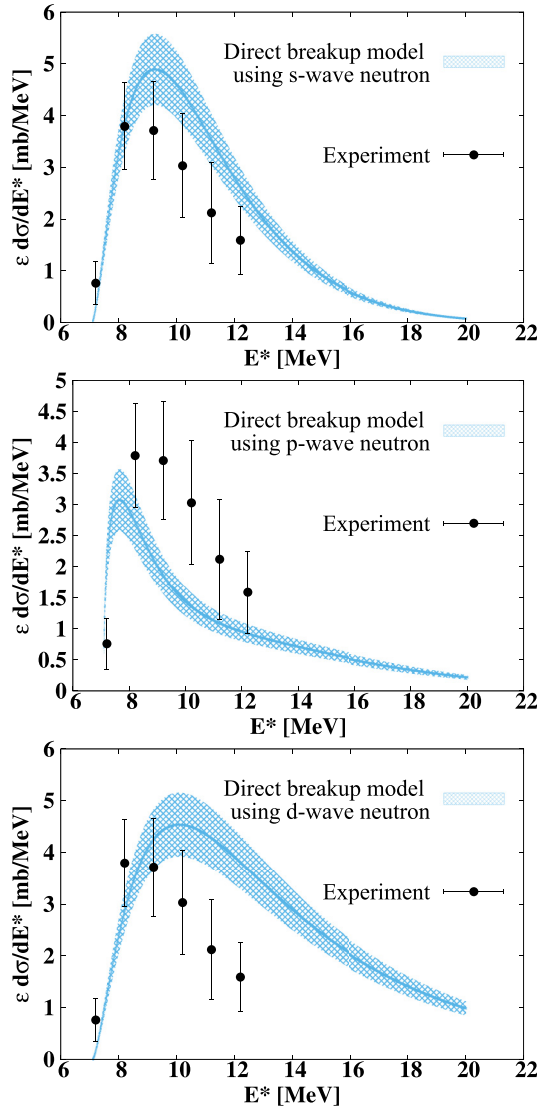 6
5
4
3
2
1
0
ε dσ/dE* [mb/MeV]
Direct breakup model
using s-wave neutron
Experiment
6 8 10 12 14 16 18 20 22
E* [MeV]
5
4.5
4
3.5
3
2.5
2
1.5
1
0.5
0
ε dσ/dE* [mb/MeV]
Direct breakup model
using p-wave neutron
Experiment
6 8 10 12 14 16 18 20 22
E* [MeV]
6
5
4
3
2
1
0
ε dσ/dE* [mb/MeV]
Direct breakup model
using d-wave neutron
Experiment
6 8 10 12 14 16 18 20 22
E* [MeV]